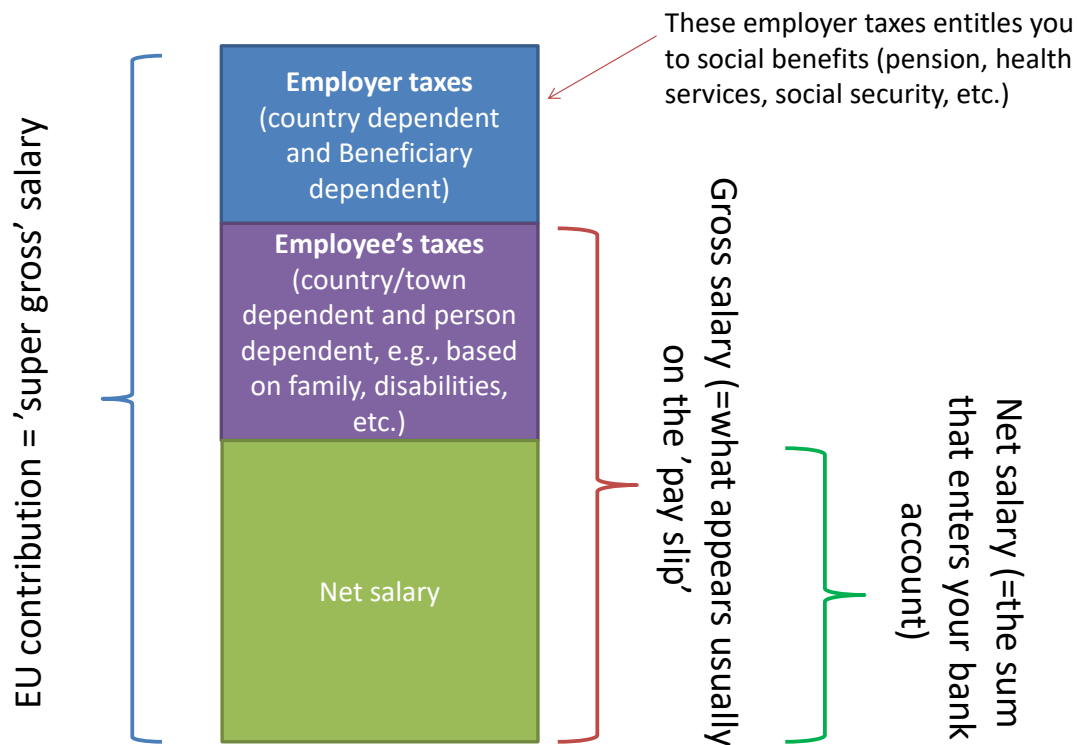 These employer taxes entitles you
to social benefits (pension, health
services, social security, etc.)
EU contribution = ’super gross’ salary
Employer taxes
(country dependent
and Beneficiary
dependent)
Employee’s taxes
(country/town
dependent and person
dependent, e.g., based
on family, disabilities,
etc.)
Net salary
Gross salary (=what appears usually
on the ’pay slip’
Net salary (=the sum
that enters your bank
account)